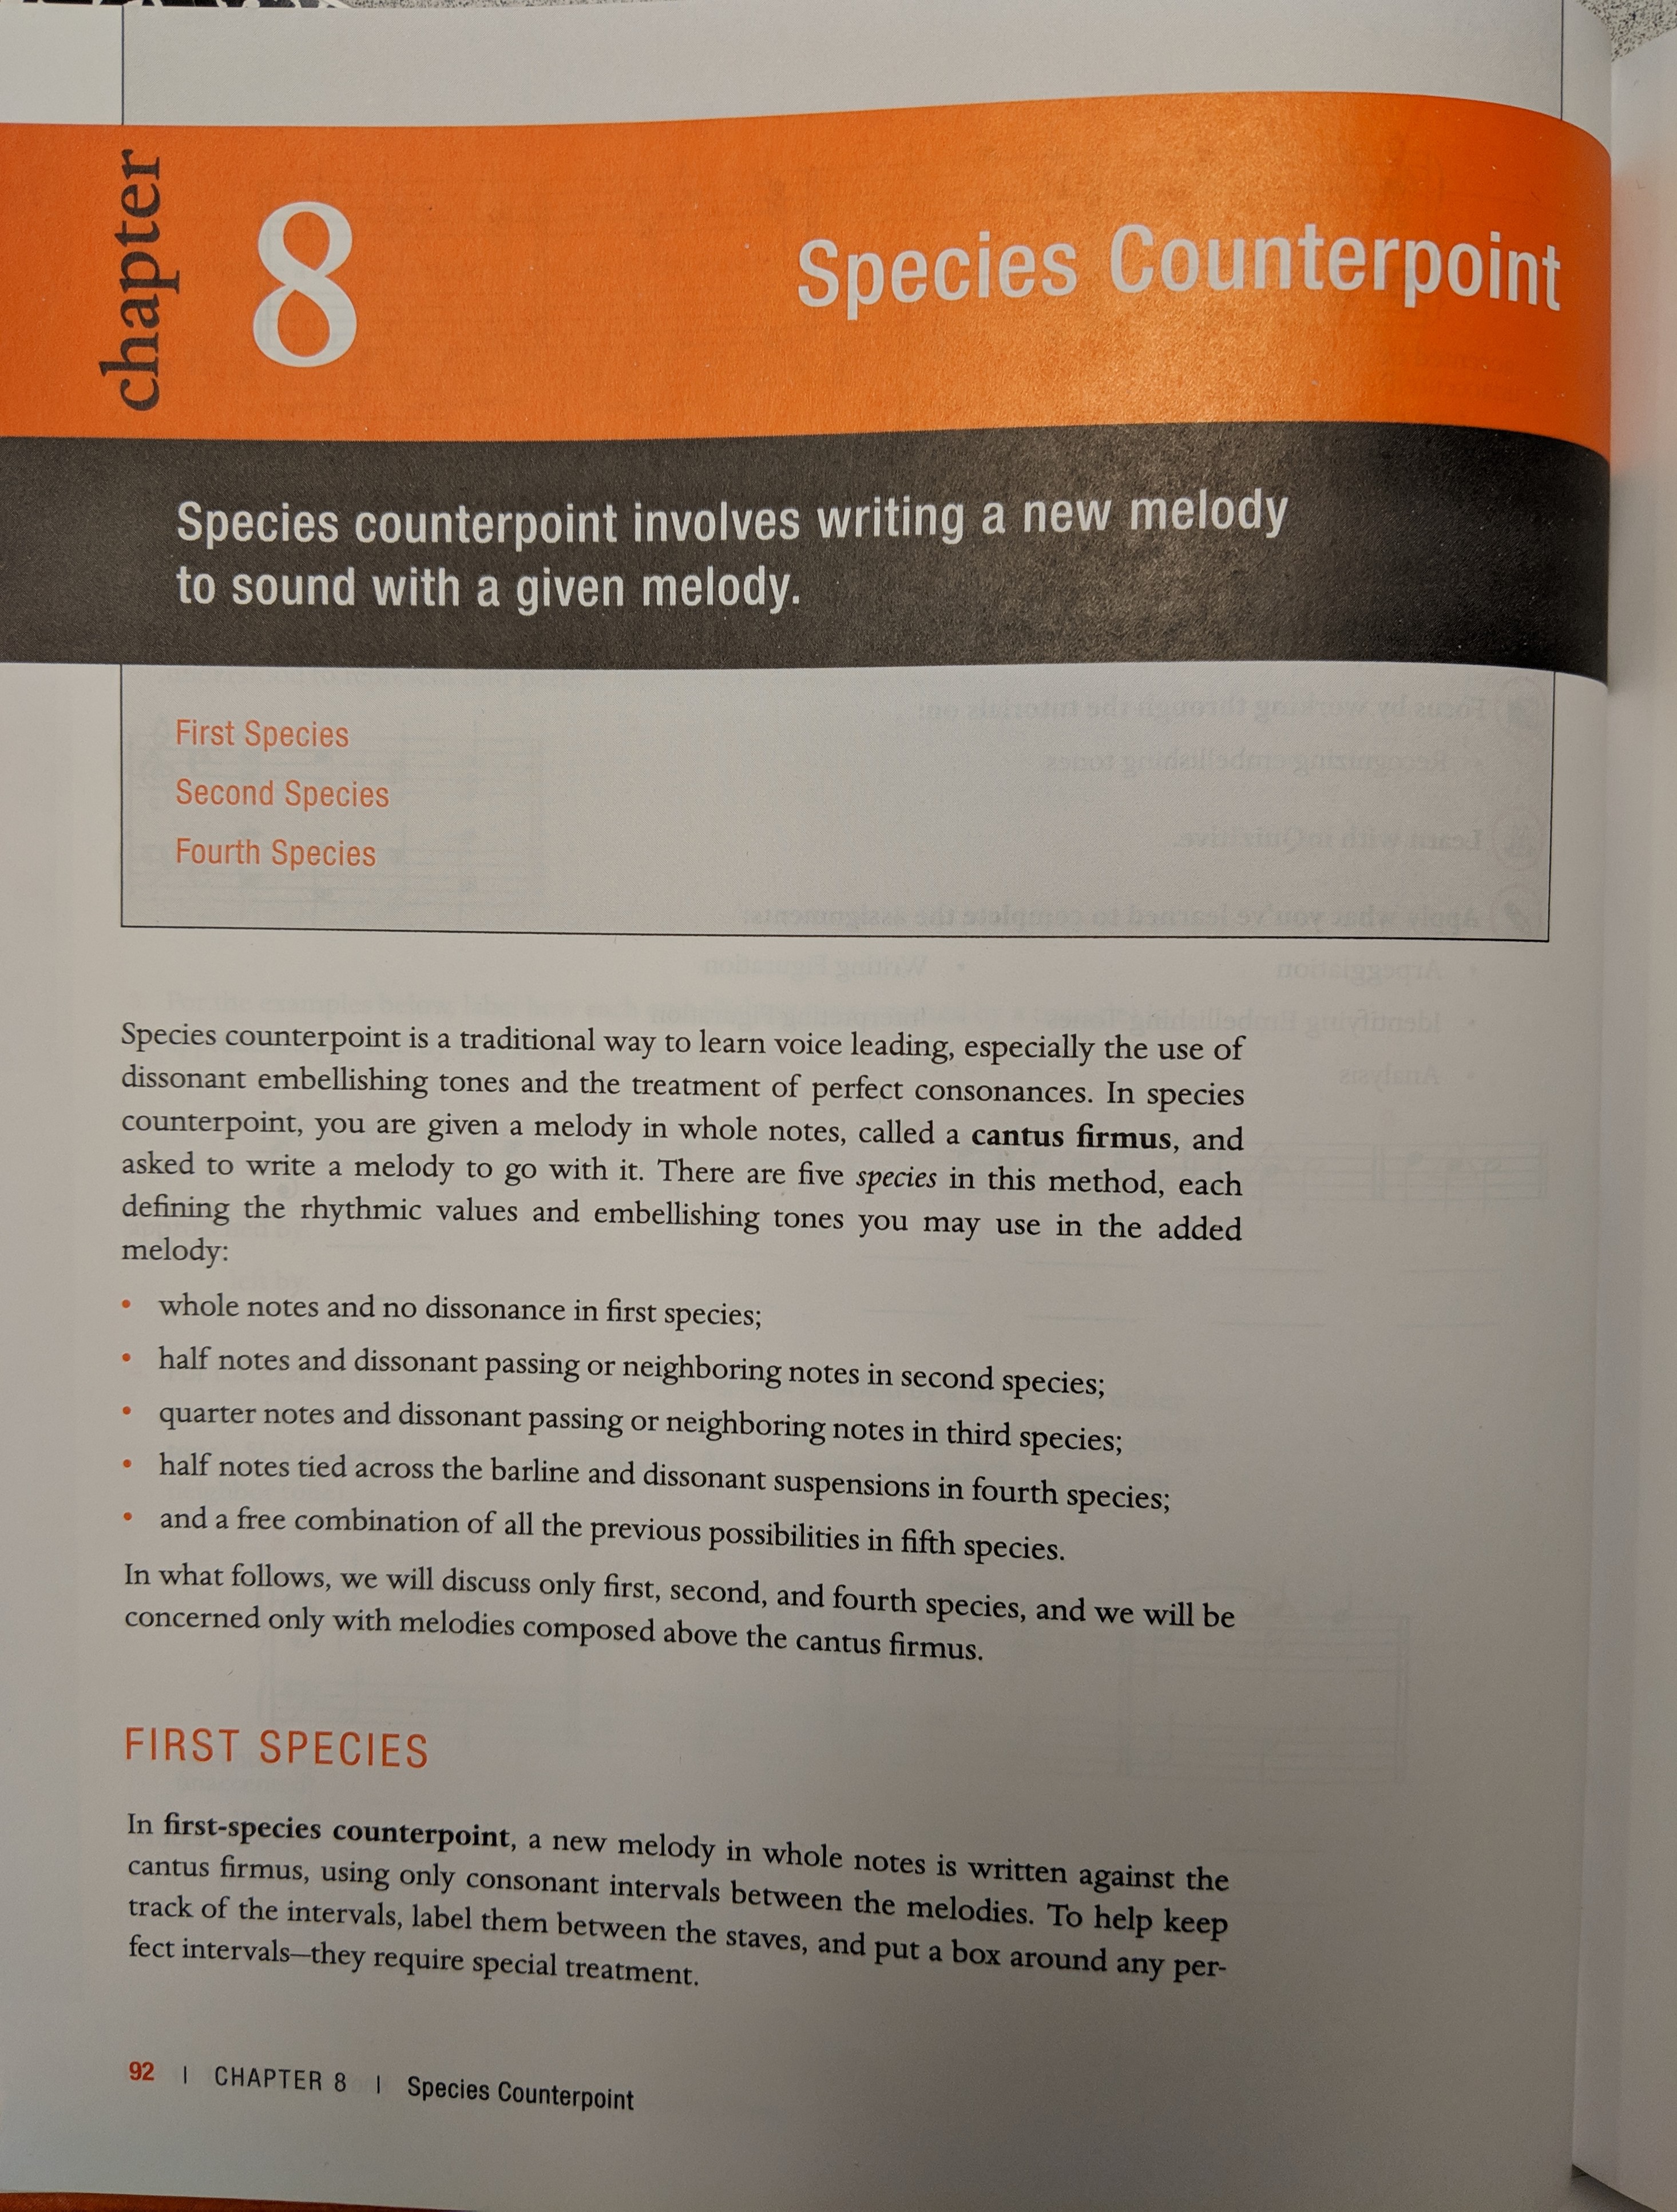 chapter
8
Species Counterpoint
Species counterpoint involves writing a new melody
to sound with a given melody.
First Species
Second Species
Fourth Species
Species counterpoint is a traditional way to learn voice leading, especially the use of
dissonant embellishing tones and the treatment of perfect consonances. In species
counterpoint, you are given a melody in whole notes, called a cantus firmus, and
asked to write a melody to go with it. There are five species in this method, each
defining the rhythmic values and embellishing tones you may use in the added
melody:
• whole notes and no dissonance in first species;
• half notes and dissonant passing or neighboring notes in second species;
• quarter notes and dissonant passing or neighboring notes in third species;
• half notes tied across the barline and dissonant suspensions in fourth species;
• and a free combination of all the previous possibilities in fifth species.
In what follows, we will discuss only first, second, and fourth species, and we will be
concerned only with melodies composed above the cantus firmus.
FIRST SPECIES
In first-species counterpoint, a new melody in whole notes is written against the
cantus firmus, using only consonant intervals between the melodies. To help keep
track of the intervals, label them between the staves, and put a box around any per-
fect intervals—they require special treatment.
92 | CHAPTER 8 | Species Counterpoint